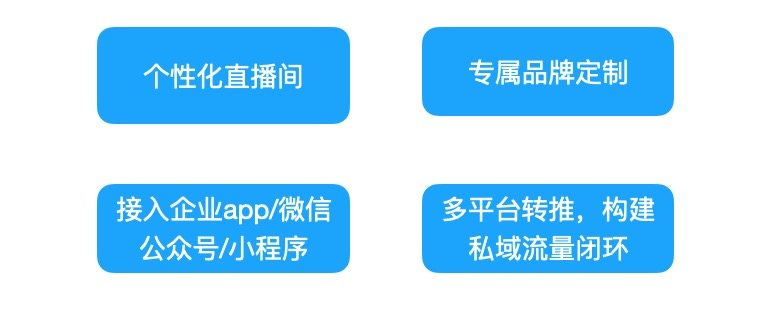 个性化直播间
专属品牌定制
接入企业app/微信
公众号/小程序
多平台转推，构建
私域流量闭环